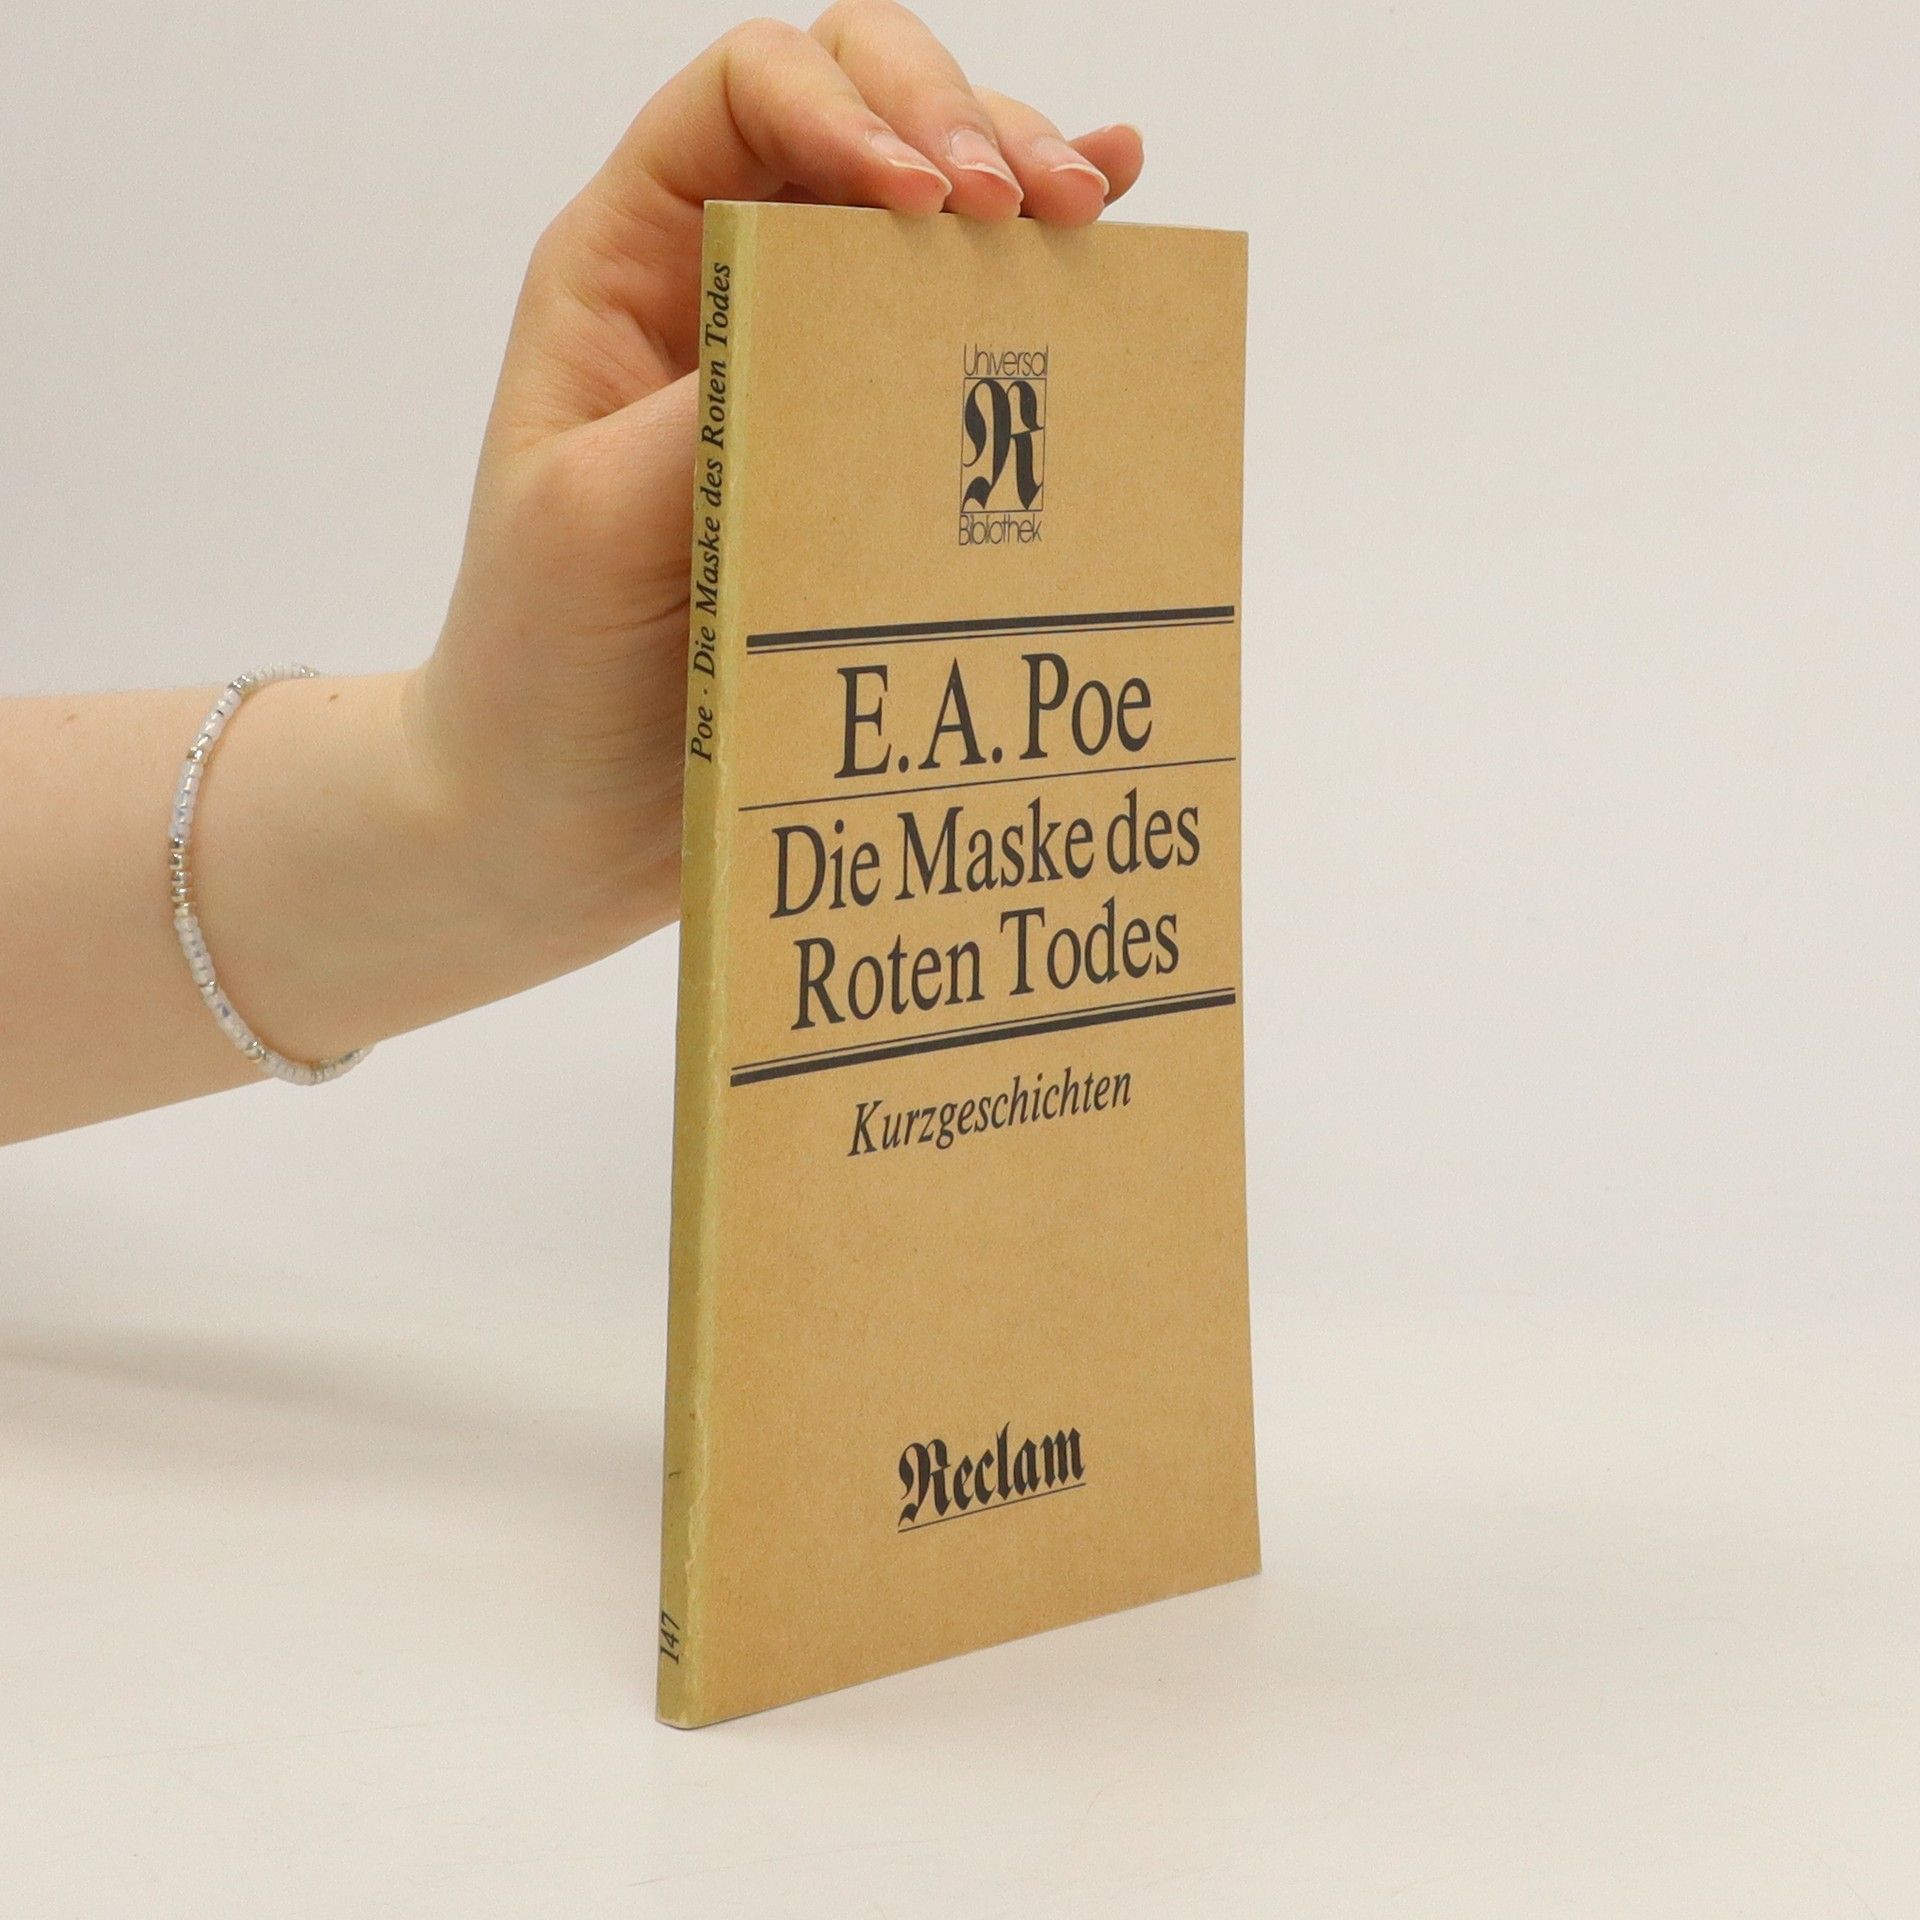 Poe · Die Maske des Roten Todes
147
Universal
R
Bibliothek
E. A. Poe
Die Maske des
Roten Todes
Kurzgeschichten
Reclam